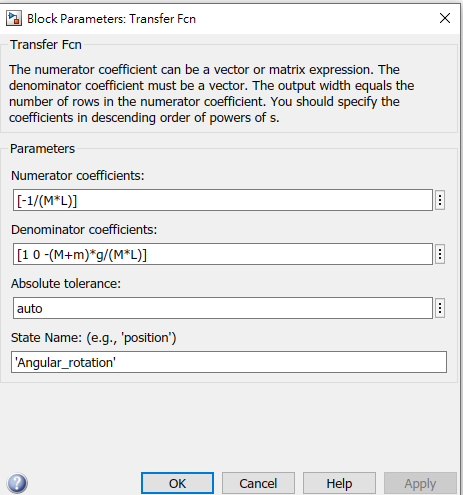 Block Parameters: Transfer Fcn
Transfer Fcn
The numerator coefficient can be a vector or matrix expression. The
denominator coefficient must be a vector. The output width equals the
number of rows in the numerator coefficient. You should specify the
coefficients in descending order of powers of s.
Parameters
Numerator coefficients:
[-1/(M*L)]
Denominator coefficients:
[1 0 -(M+m)*g/(M*L)]
Absolute tolerance:
auto
State Name: (e.g., 'position')
'Angular_rotation'
OK Cancel Help Apply